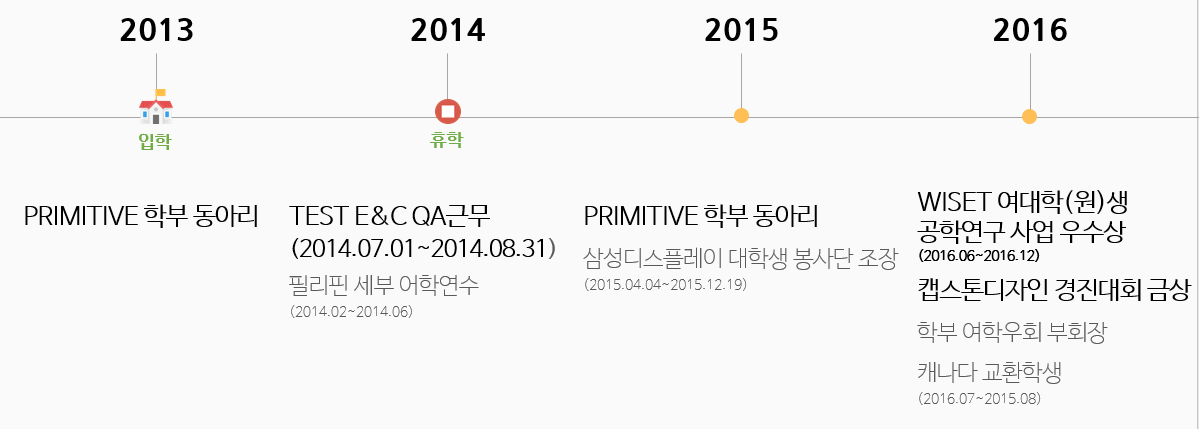 2013
2014
2015
2016
입학
휴학
PRIMITIVE 학부 동아리
TEST E&C QA근무
(2014.07.01~2014.08.31)
필리핀 세부 어학연수
(2014.02~2014.06)
PRIMITIVE 학부 동아리
삼성디스플레이 대학생 봉사단 조장
(2015.04.04~2015.12.19)
WISET 여대학(원)생
공학연구 사업 우수상
(2016.06~2016.12)
캡스톤디자인 경진대회 금상
학부 여학우회 부회장
캐나다 교환학생
(2016.07~2015.08)